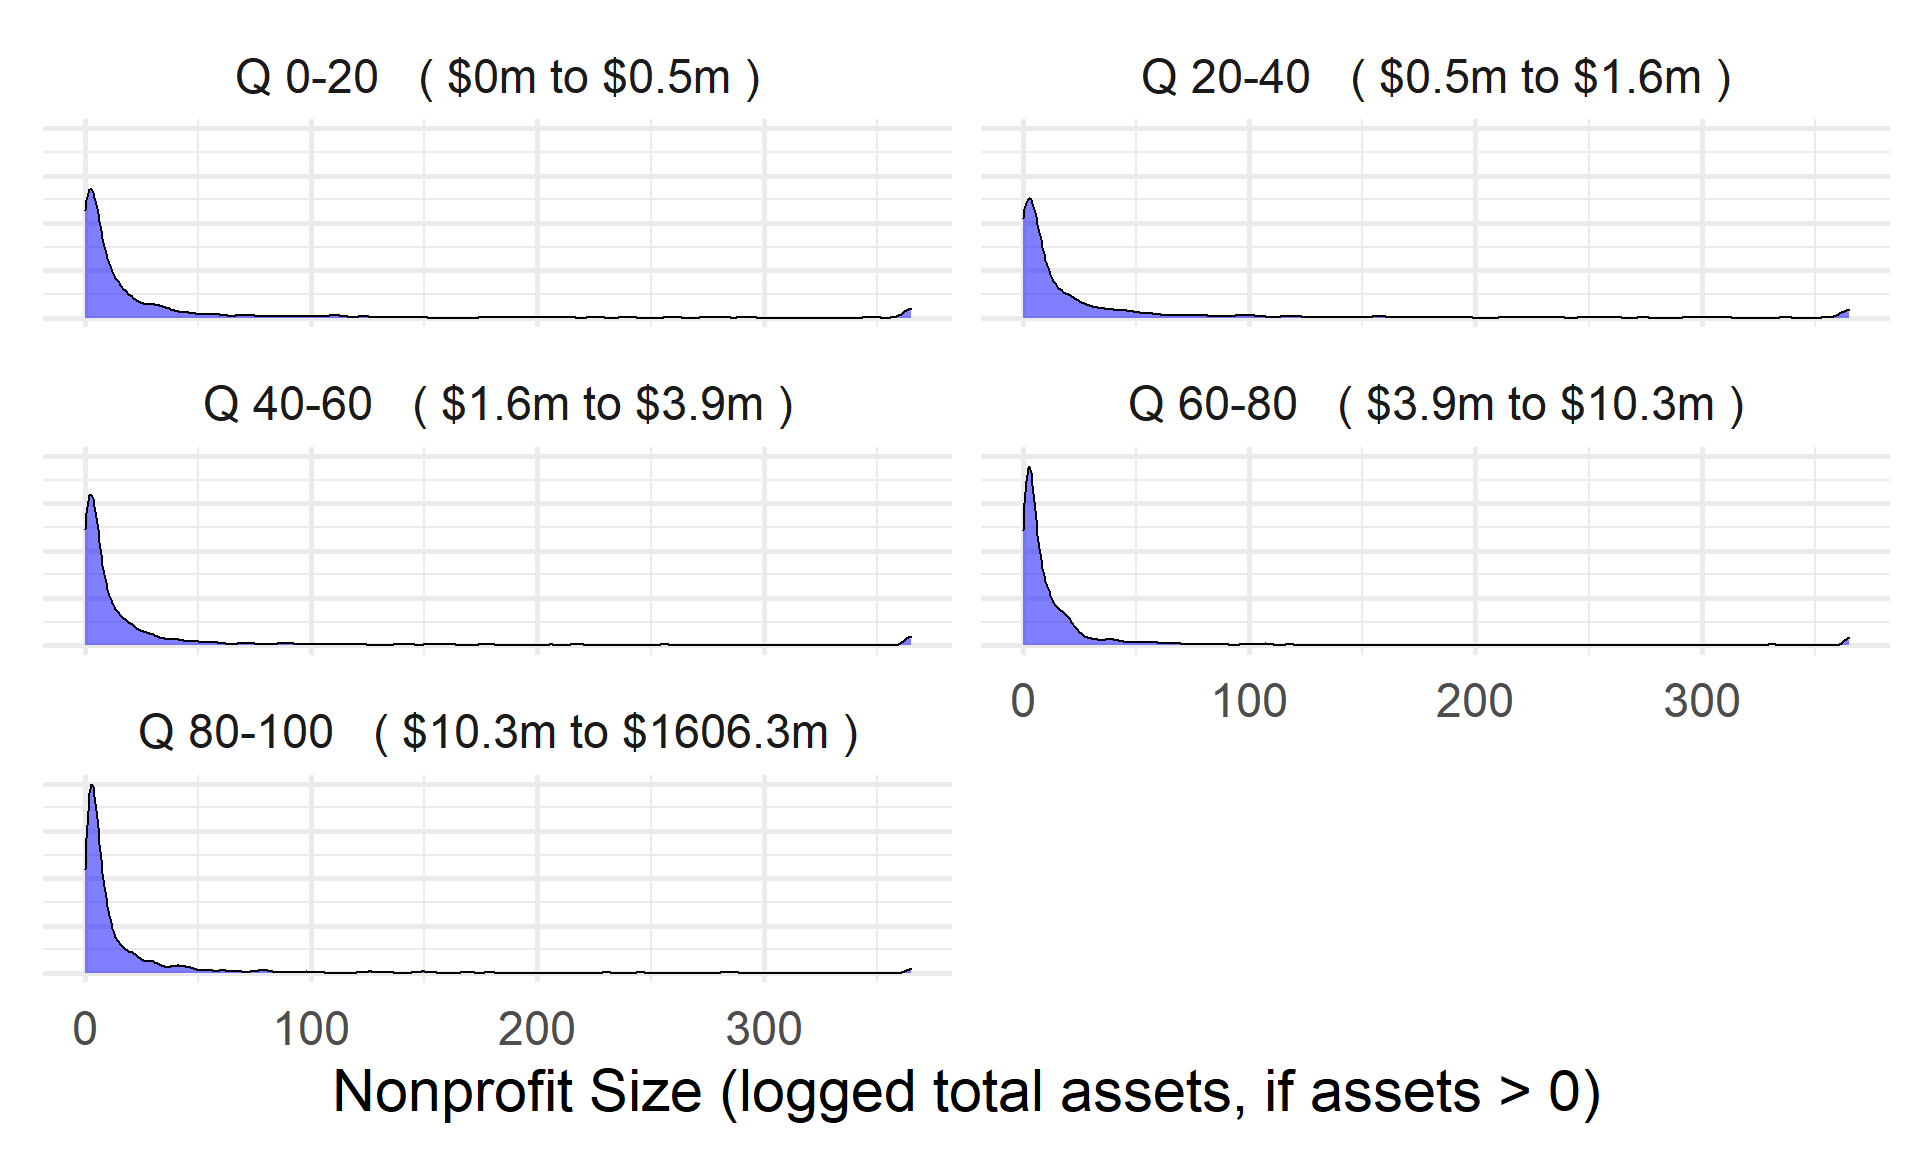 Q 0-20 ( $0m to $0.5m )
Q 20-40 ( $0.5m to $1.6m )
Q 40-60 ( $1.6m to $3.9m )
Q 60-80 ( $3.9m to $10.3m )
0 100 200 300
Q 80-100 ( $10.3m to $1606.3m )
0 100 200 300
Nonprofit Size (logged total assets, if assets > 0)